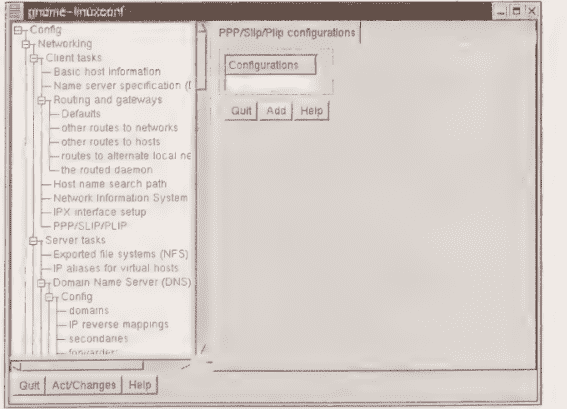 gnome-linuxconf
Config
Networking
Client tasks
Basic host information
Name server specification (
Routing and gateways
Defaults
other routes to networks
other routes to hosts
routes to alternate local ne
the routed daemon
Host name search path
Network Information System
IPX interface setup
PPP/SLIP/PLIP
Server tasks
Exported file systems (NFS)
IP aliases for virtual hosts
Domain Name Server (DNS)
Config
domains
IP reverse mappings
secondaries
PPP/Slip/Plip configurations
Configurations
Quit Add Help
Quit Act/Changes Help